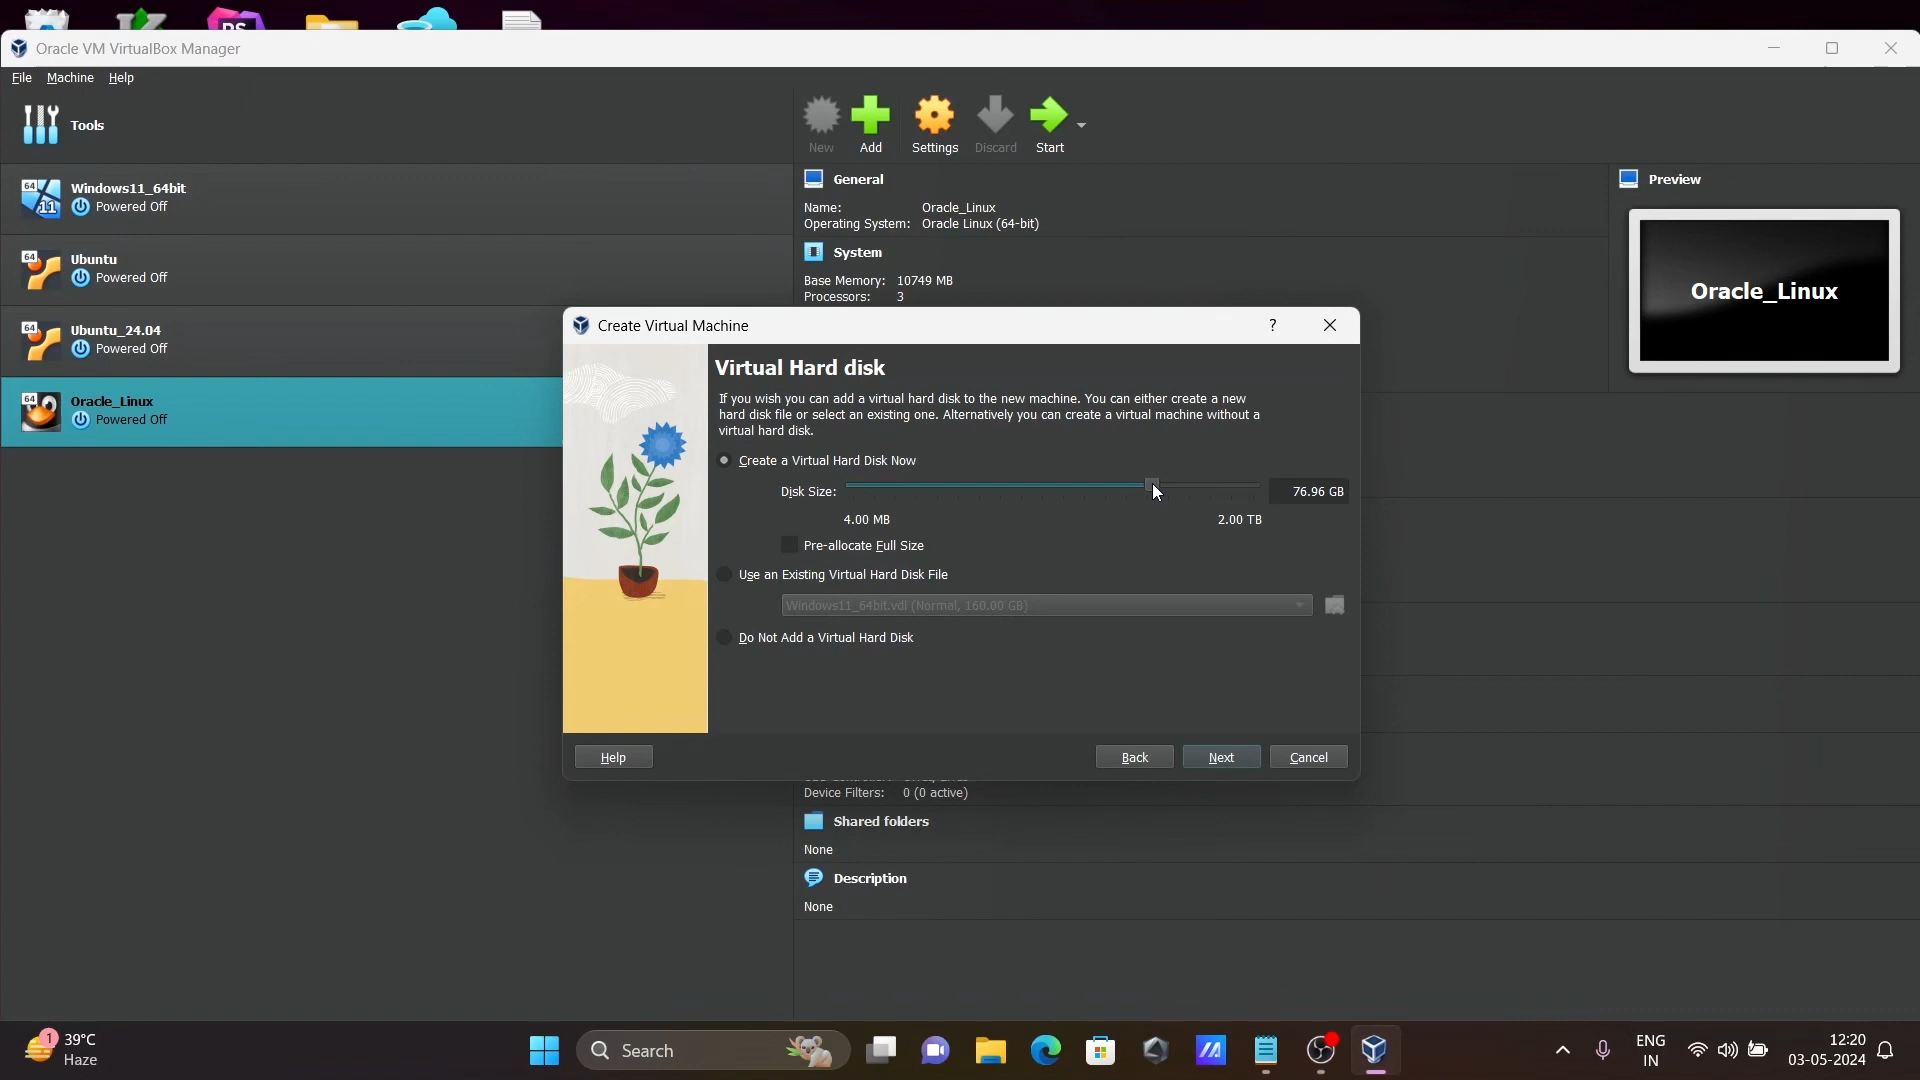 PS
Oracle VM VirtualBox Manager
File Machine Help
Tools
New Add Settings Discard Start
64 Windows11_64bit
11 Powered Off
64 Ubuntu
Powered Off
64 Ubuntu_24.04
Powered Off
64 Oracle_Linux
Powered Off
General
Name: Oracle_Linux
Operating System: Oracle Linux (64-bit)
System
Base Memory: 10749 MB
Processors: 3
Preview
Oracle_Linux
Create Virtual Machine
?
Virtual Hard disk
If you wish you can add a virtual hard disk to the new machine. You can either create a new
hard disk file or select an existing one. Alternatively you can create a virtual machine without a
virtual hard disk.
Create a Virtual Hard Disk Now
Disk Size: 76.96 GB
4.00 MB 2.00 TB
Pre-allocate Full Size
Use an Existing Virtual Hard Disk File
Windows11_64bit.vdi (Normal, 160.00 GB)
Do Not Add a Virtual Hard Disk
Help Back Next Cancel
Device Filters: 0 (0 active)
Shared folders
None
Description
None
1 39°C
Haze
Search
ENG
IN
12:20
03-05-2024